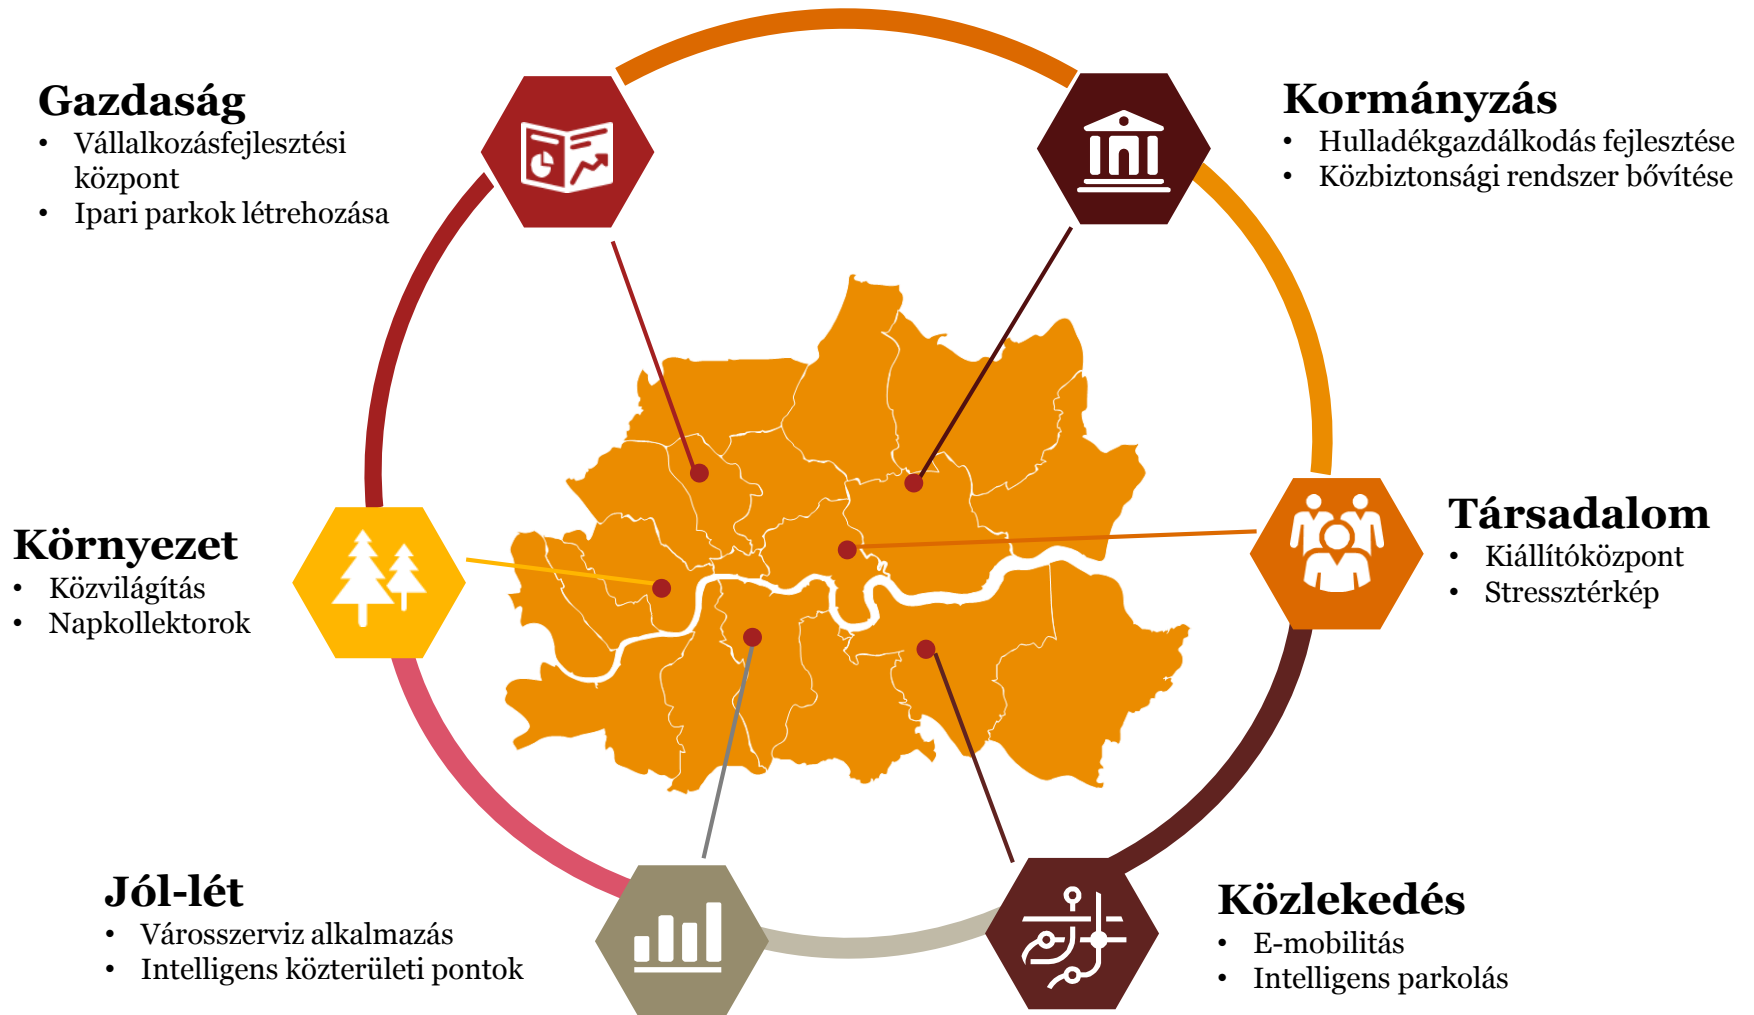 Gazdaság
• Vállalkozásfejlesztési
központ
• Ipari parkok létrehozása
Kormányzás
• Hulladékgazdálkodás fejlesztése
• Közbiztonsági rendszer bővítése
Környezet
• Közvilágítás
• Napkollektorok
Társadalom
• Kiállítóközpont
• Stressztérkép
Jól-lét
• Városszerviz alkalmazás
• Intelligens közterületi pontok
Közlekedés
• E-mobilitás
• Intelligens parkolás